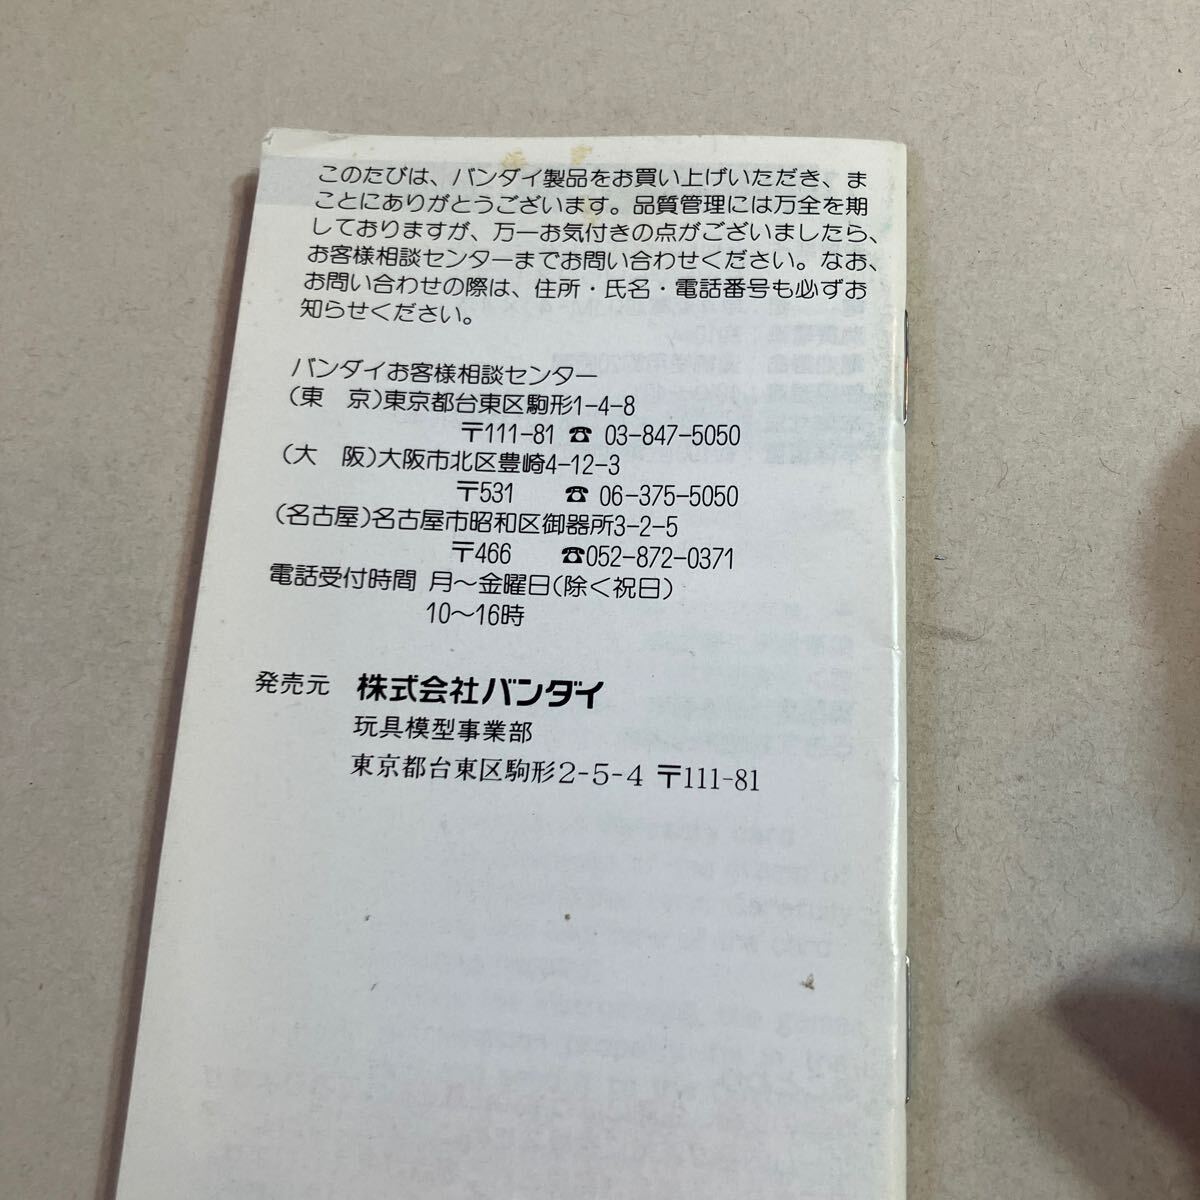 このたびは、バンダイ製品をお買い上げいただき、ま
ことにありがとうございます。品質管理には万全を期
しておりますが、万一お気付きの点がございましたら、
お客様相談センターまでお問い合わせください。なお、
お問い合わせの際は、住所・氏名・電話番号も必ずお
知らせください。
バンダイお客様相談センター
(東　京)東京都台東区駒形1-4-8
〒111-81 ☎ 03-847-5050
(大　阪)大阪市北区豊崎4-12-3
〒531 ☎ 06-375-5050
(名古屋)名古屋市昭和区御器所3-2-5
〒466 ☎052-872-0371
電話受付時間 月〜金曜日(除く祝日)
10〜16時
発売元 株式会社バンダイ
玩具模型事業部
東京都台東区駒形2-5-4 〒111-81